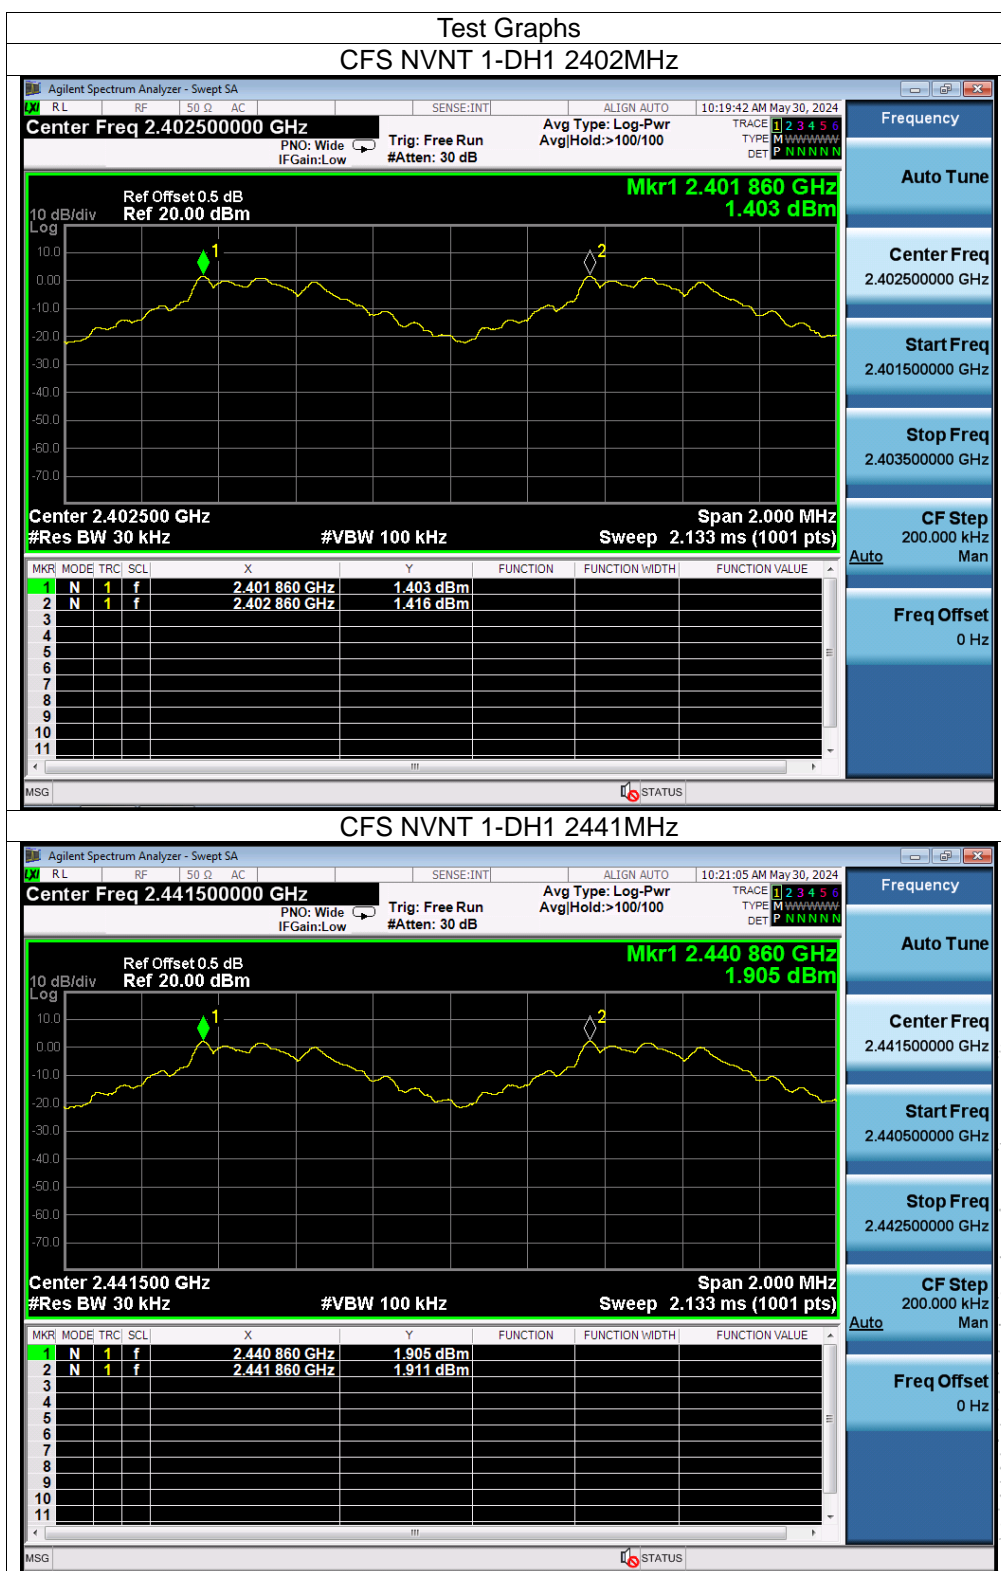 Test Graphs
CFS NVNT 1-DH1 2402MHz
Agilent Spectrum Analyzer - Swept SA
LXI RL RF 50 Ω AC SENSE:INT ALIGN AUTO 10:19:42 AM May 30, 2024
Center Freq 2.402500000 GHz
PNO: Wide
IFGain:Low
Trig: Free Run
#Atten: 30 dB
Avg Type: Log-Pwr
Avg|Hold:>100/100
TRACE 1 2 3 4 5 6
TYPE M WWWWW
DET P N N N N N
Frequency
Auto Tune
Center Freq
2.402500000 GHz
Start Freq
2.401500000 GHz
Stop Freq
2.403500000 GHz
CF Step
200.000 kHz
Auto Man
Freq Offset
0 Hz
Mkr1 2.401 860 GHz
1.403 dBm
Ref Offset 0.5 dB
10 dB/div Ref 20.00 dBm
Log
10.0
0.00
-10.0
-20.0
-30.0
-40.0
-50.0
-60.0
-70.0
1
2
Center 2.402500 GHz Span 2.000 MHz
#Res BW 30 kHz #VBW 100 kHz Sweep 2.133 ms (1001 pts)
MKR MODE TRC SCL X Y FUNCTION FUNCTION WIDTH FUNCTION VALUE
1 N 1 f 2.401 860 GHz 1.403 dBm
2 N 1 f 2.402 860 GHz 1.416 dBm
3
4
5
6
7
8
9
10
11
MSG STATUS
CFS NVNT 1-DH1 2441MHz
Agilent Spectrum Analyzer - Swept SA
LXI RL RF 50 Ω AC SENSE:INT ALIGN AUTO 10:21:05 AM May 30, 2024
Center Freq 2.441500000 GHz
PNO: Wide
IFGain:Low
Trig: Free Run
#Atten: 30 dB
Avg Type: Log-Pwr
Avg|Hold:>100/100
TRACE 1 2 3 4 5 6
TYPE M WWWWW
DET P N N N N N
Frequency
Auto Tune
Center Freq
2.441500000 GHz
Start Freq
2.440500000 GHz
Stop Freq
2.442500000 GHz
CF Step
200.000 kHz
Auto Man
Freq Offset
0 Hz
Mkr1 2.440 860 GHz
1.905 dBm
Ref Offset 0.5 dB
10 dB/div Ref 20.00 dBm
Log
10.0
0.00
-10.0
-20.0
-30.0
-40.0
-50.0
-60.0
-70.0
1
2
Center 2.441500 GHz Span 2.000 MHz
#Res BW 30 kHz #VBW 100 kHz Sweep 2.133 ms (1001 pts)
MKR MODE TRC SCL X Y FUNCTION FUNCTION WIDTH FUNCTION VALUE
1 N 1 f 2.440 860 GHz 1.905 dBm
2 N 1 f 2.441 860 GHz 1.911 dBm
3
4
5
6
7
8
9
10
11
MSG STATUS